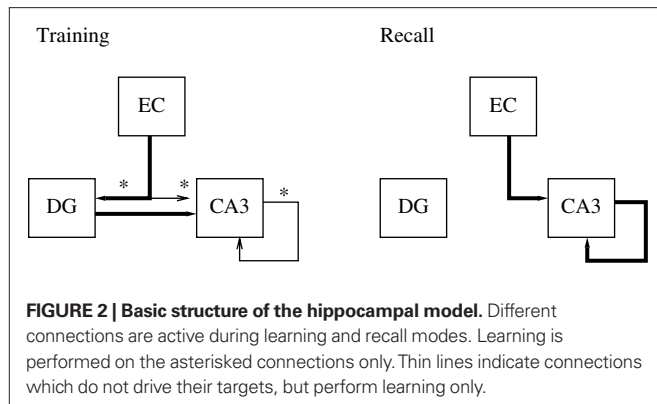 Training Recall
EC EC
* * *
DG CA3 DG CA3
FIGURE 2 | Basic structure of the hippocampal model. Different
connections are active during learning and recall modes. Learning is
performed on the asterisked connections only. Thin lines indicate connections
which do not drive their targets, but perform learning only.